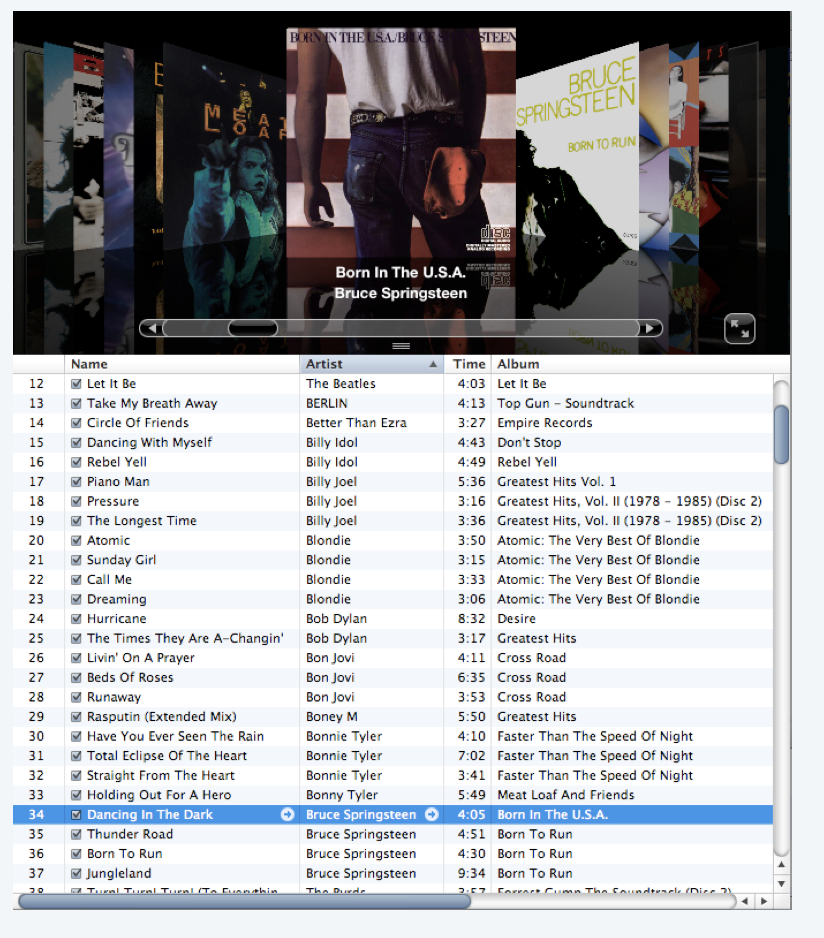 BORN IN THE U.S.A./BRUCE SPRINGSTEEN
MEAT
LOAF
BRUCE
SPRINGSTEEN
BORN TO RUN
disc
Born In The U.S.A.
Bruce Springsteen
Name Artist Time Album
12 Let It Be The Beatles 4:03 Let It Be
13 Take My Breath Away BERLIN 4:13 Top Gun - Soundtrack
14 Circle Of Friends Better Than Ezra 3:27 Empire Records
15 Dancing With Myself Billy Idol 4:43 Don't Stop
16 Rebel Yell Billy Idol 4:49 Rebel Yell
17 Piano Man Billy Joel 5:36 Greatest Hits Vol. 1
18 Pressure Billy Joel 3:16 Greatest Hits, Vol. II (1978 - 1985) (Disc 2)
19 The Longest Time Billy Joel 3:36 Greatest Hits, Vol. II (1978 - 1985) (Disc 2)
20 Atomic Blondie 3:50 Atomic: The Very Best Of Blondie
21 Sunday Girl Blondie 3:15 Atomic: The Very Best Of Blondie
22 Call Me Blondie 3:33 Atomic: The Very Best Of Blondie
23 Dreaming Blondie 3:06 Atomic: The Very Best Of Blondie
24 Hurricane Bob Dylan 8:32 Desire
25 The Times They Are A-Changin' Bob Dylan 3:17 Greatest Hits
26 Livin' On A Prayer Bon Jovi 4:11 Cross Road
27 Beds Of Roses Bon Jovi 6:35 Cross Road
28 Runaway Bon Jovi 3:53 Cross Road
29 Rasputin (Extended Mix) Boney M 5:50 Greatest Hits
30 Have You Ever Seen The Rain Bonnie Tyler 4:10 Faster Than The Speed Of Night
31 Total Eclipse Of The Heart Bonnie Tyler 7:02 Faster Than The Speed Of Night
32 Straight From The Heart Bonnie Tyler 3:41 Faster Than The Speed Of Night
33 Holding Out For A Hero Bonny Tyler 5:49 Meat Loaf And Friends
34 Dancing In The Dark Bruce Springsteen 4:05 Born In The U.S.A.
35 Thunder Road Bruce Springsteen 4:51 Born To Run
36 Born To Run Bruce Springsteen 4:30 Born To Run
37 Jungleland Bruce Springsteen 9:34 Born To Run
38 Turn! Turn! Turn! (To Everythin The Byrds 3:57 Forrest Gump The Soundtrack (Disc 2)